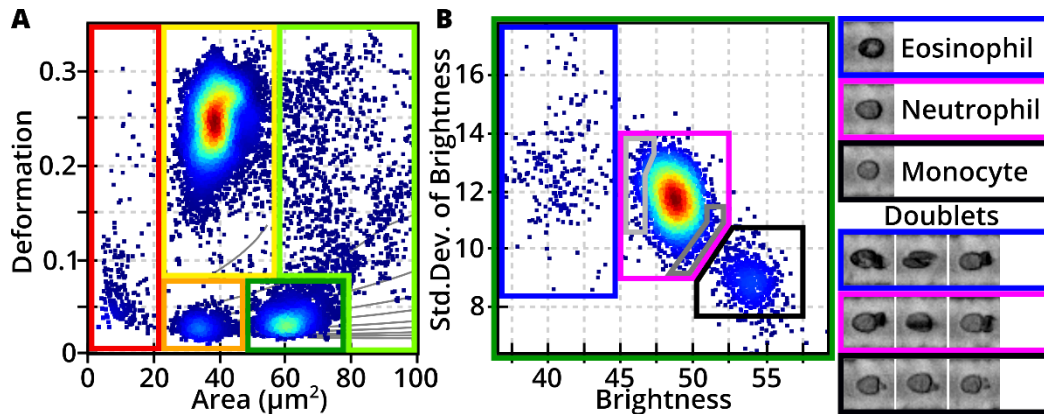 A
Deformation
0.3
0.2
0.1
0
0
20
40
60
80
100
Area (µm²)
B
Std.Dev. of Brightness
16
14
12
10
8
40
45
50
55
Brightness
Eosinophil
Neutrophil
Monocyte
Doublets